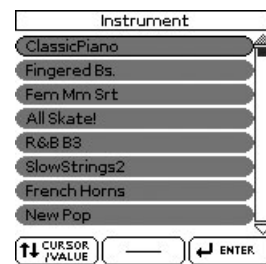 Instrument
ClassicPiano
Fingered Bs.
Fem Mm Srt
All Skate!
R&B B3
SlowStrings2
French Horns
New Pop
CURSOR
/VALUE
ENTER